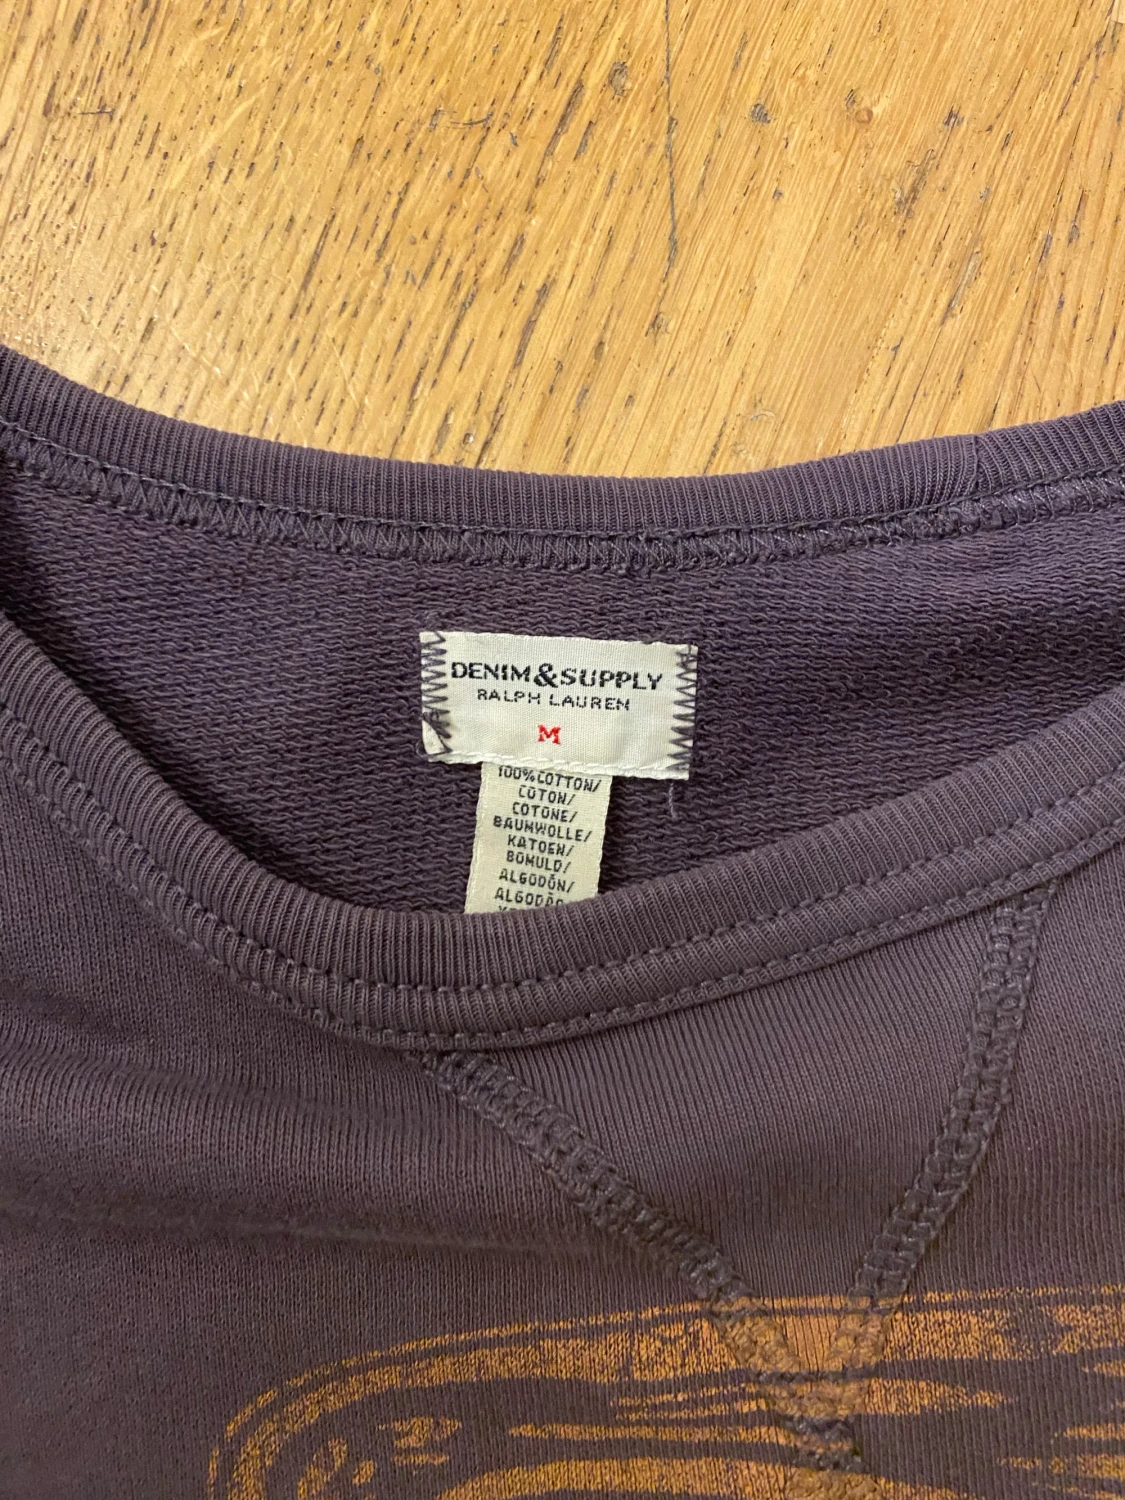 DENIM&SUPPLY
RALPH LAUREN
M
100%COTTON/
COTON/
COTONE/
BAUMWOLLE/
KATOEN/
BOMULD/
ALGODÓN/